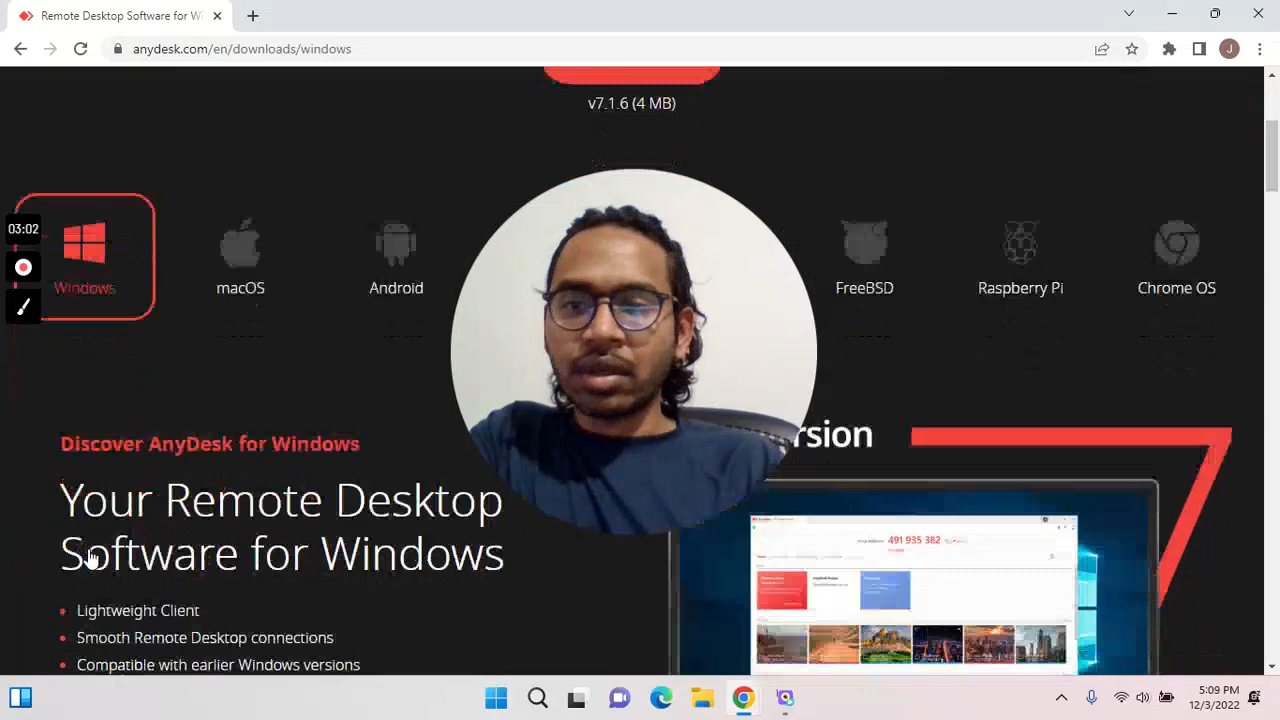 Remote Desktop Software for Wi
anydesk.com/en/downloads/windows
J
v7.1.6 (4 MB)
03:02
Windows
macOS
Android
FreeBSD
Raspberry Pi
Chrome OS
Discover AnyDesk for Windows
rsion
Your Remote Desktop
Software for Windows
491 935 382
Lightweight Client
Smooth Remote Desktop connections
Compatible with earlier Windows versions
5:09 PM
12/3/2022